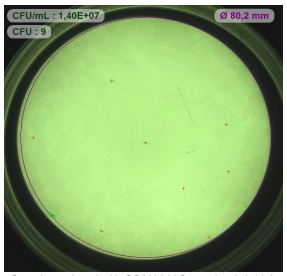 CFU/mL : 1,40E+07
Ø 80,2 mm
CFU : 9